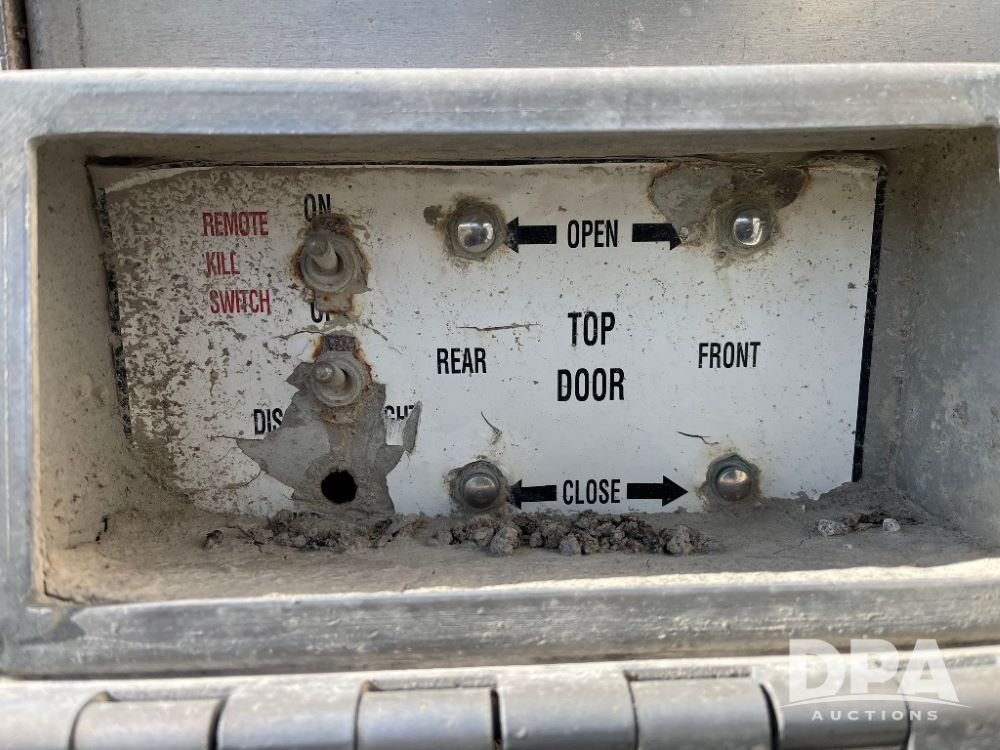 REMOTE
KILL
SWITCH
ON
OPEN
TOP
DOOR
REAR
FRONT
CLOSE
DPA
AUCTIONS